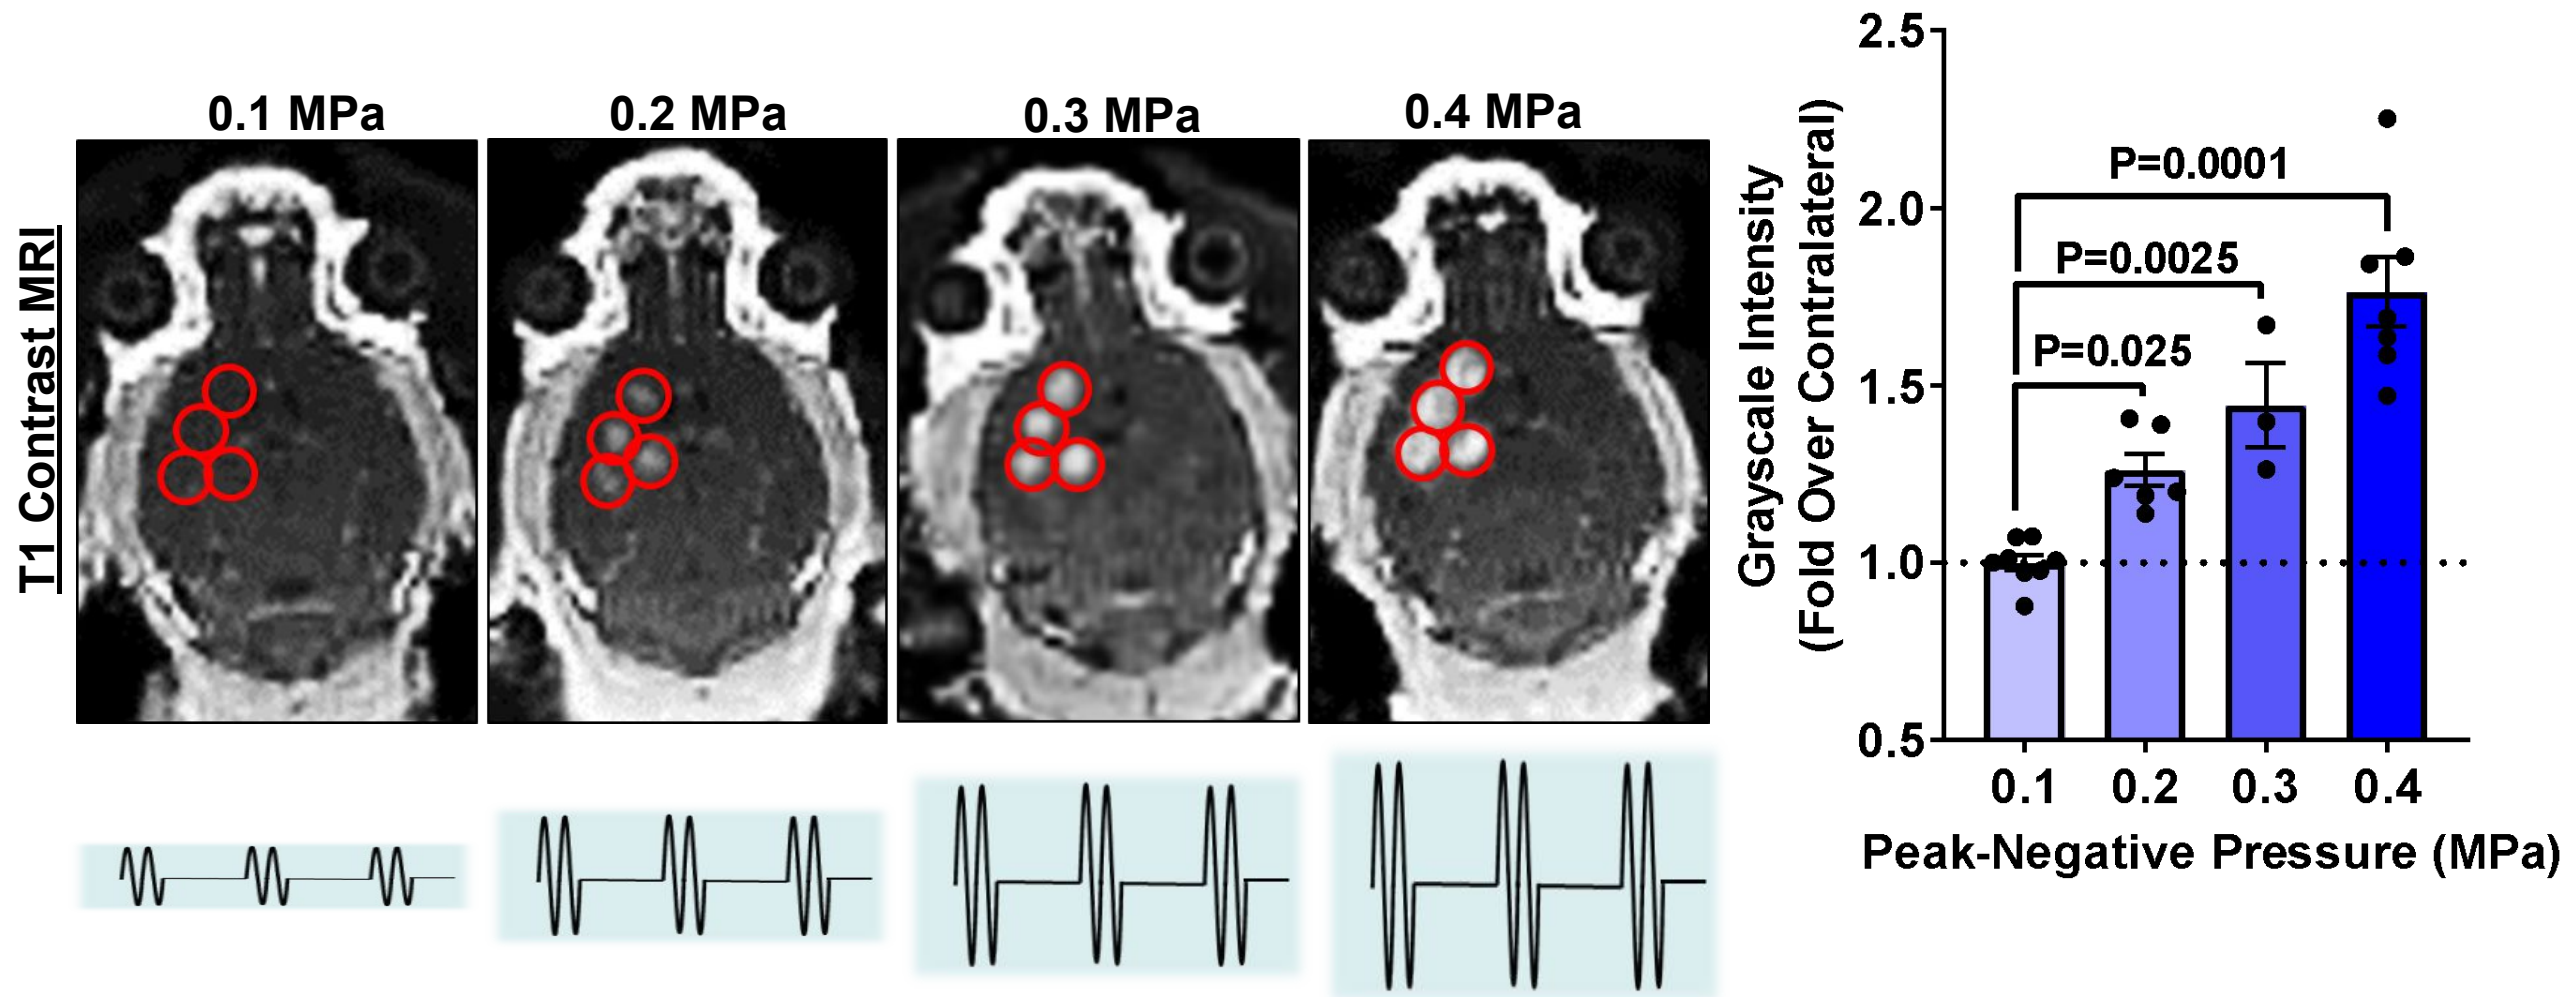 0.1 MPa
0.2 MPa
0.3 MPa
0.4 MPa
T1 Contrast MRI
Grayscale Intensity
(Fold Over Contralateral)
2.5
2.0
1.5
1.0
0.5
P=0.0001
P=0.0025
P=0.025
0.1
0.2
0.3
0.4
Peak-Negative Pressure (MPa)